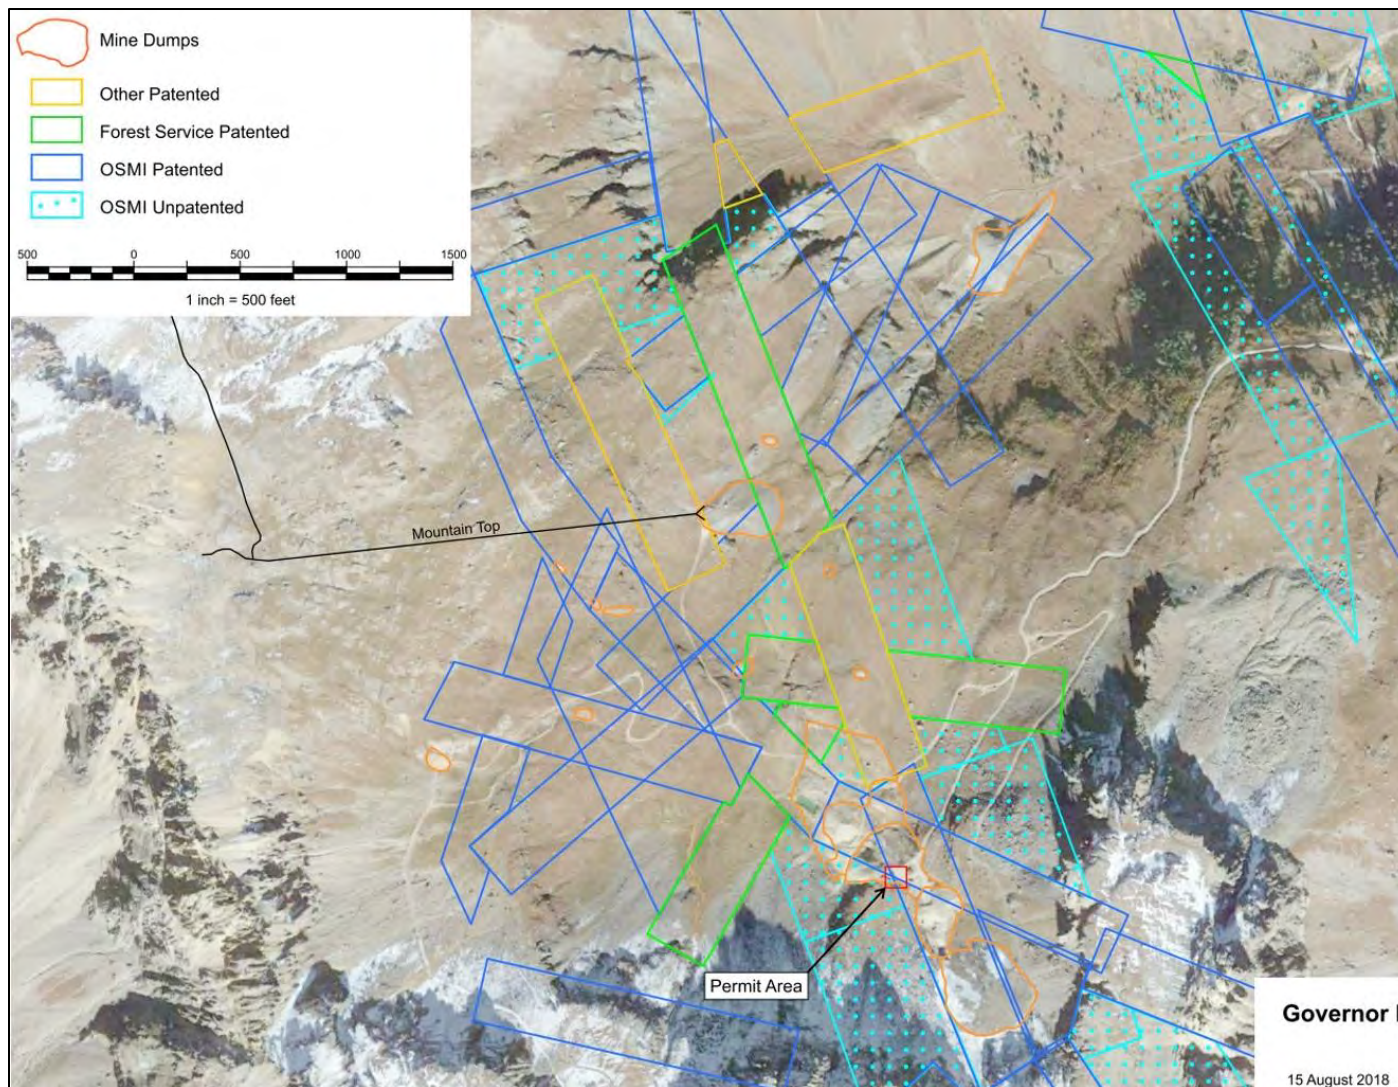 Mine Dumps
Other Patented
Forest Service Patented
OSMI Patented
OSMI Unpatented
500 0 500 1000 1500
1 inch = 500 feet
Mountain Top
Permit Area
Governor
15 August 2018